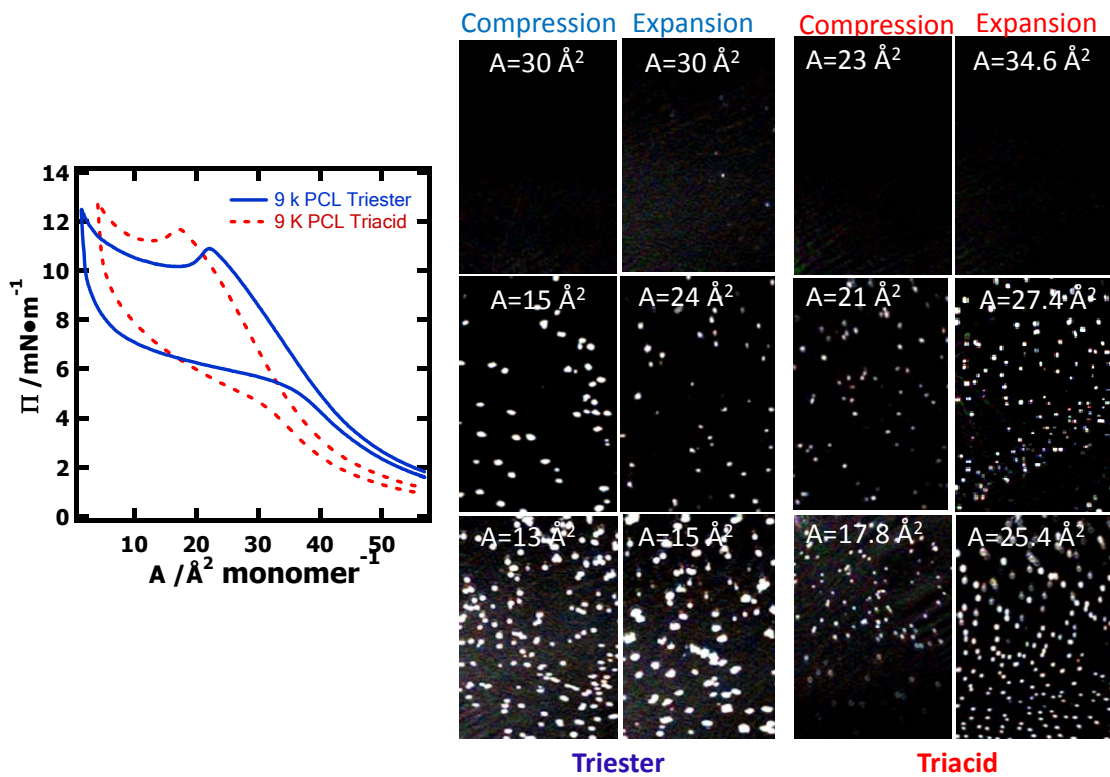 Compression Expansion Compression Expansion
A=30 Å² A=30 Å² A=23 Å² A=34.6 Å²
14
12
10
8
6
4
2
0
Π /mN●m⁻¹
9 k PCL Triester
9 K PCL Triacid
10 20 30 40 50
A /Å² monomer⁻¹
A=15 Å² A=24 Å² A=21 Å² A=27.4 Å²
A=13 Å² A=15 Å² A=17.8 Å² A=25.4 Å²
Triester Triacid